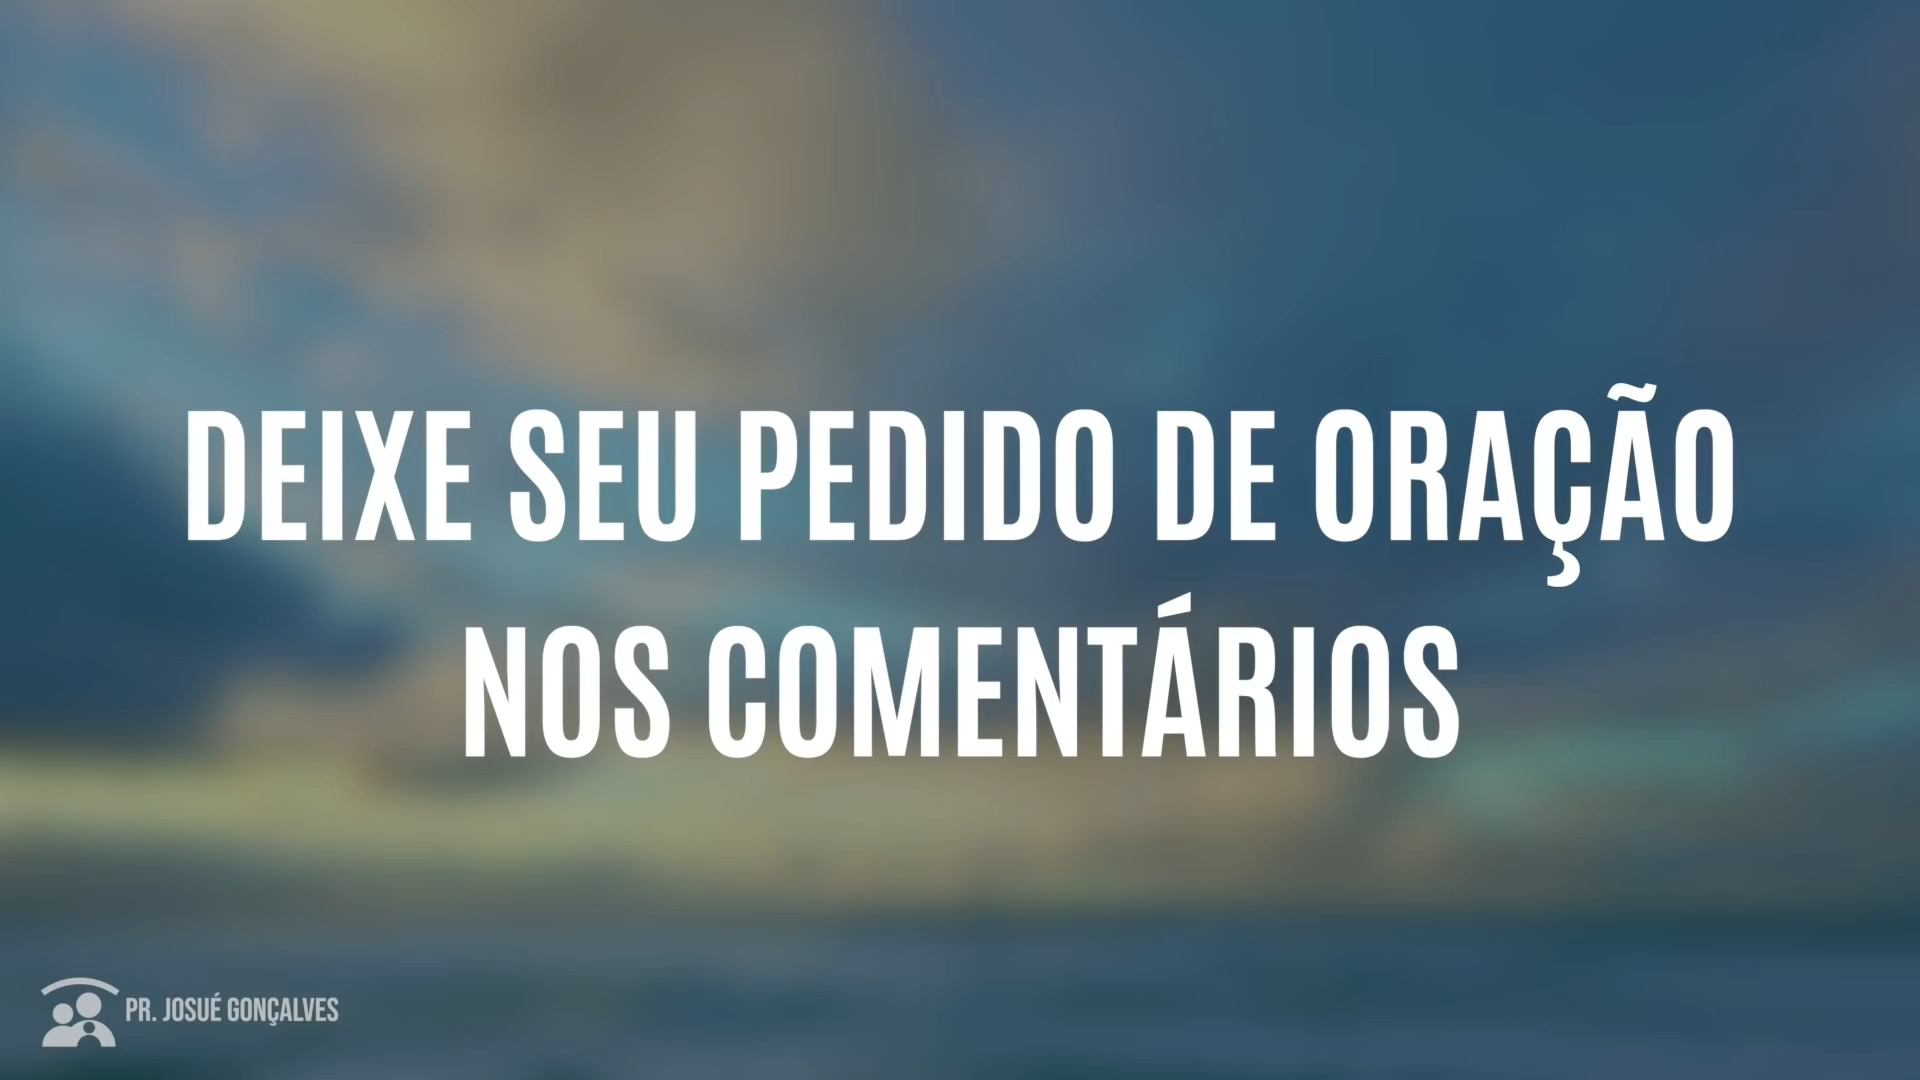 DEIXE SEU PEDIDO DE ORAÇÃO
NOS COMENTÁRIOS
PR. JOSUÉ GONÇALVES